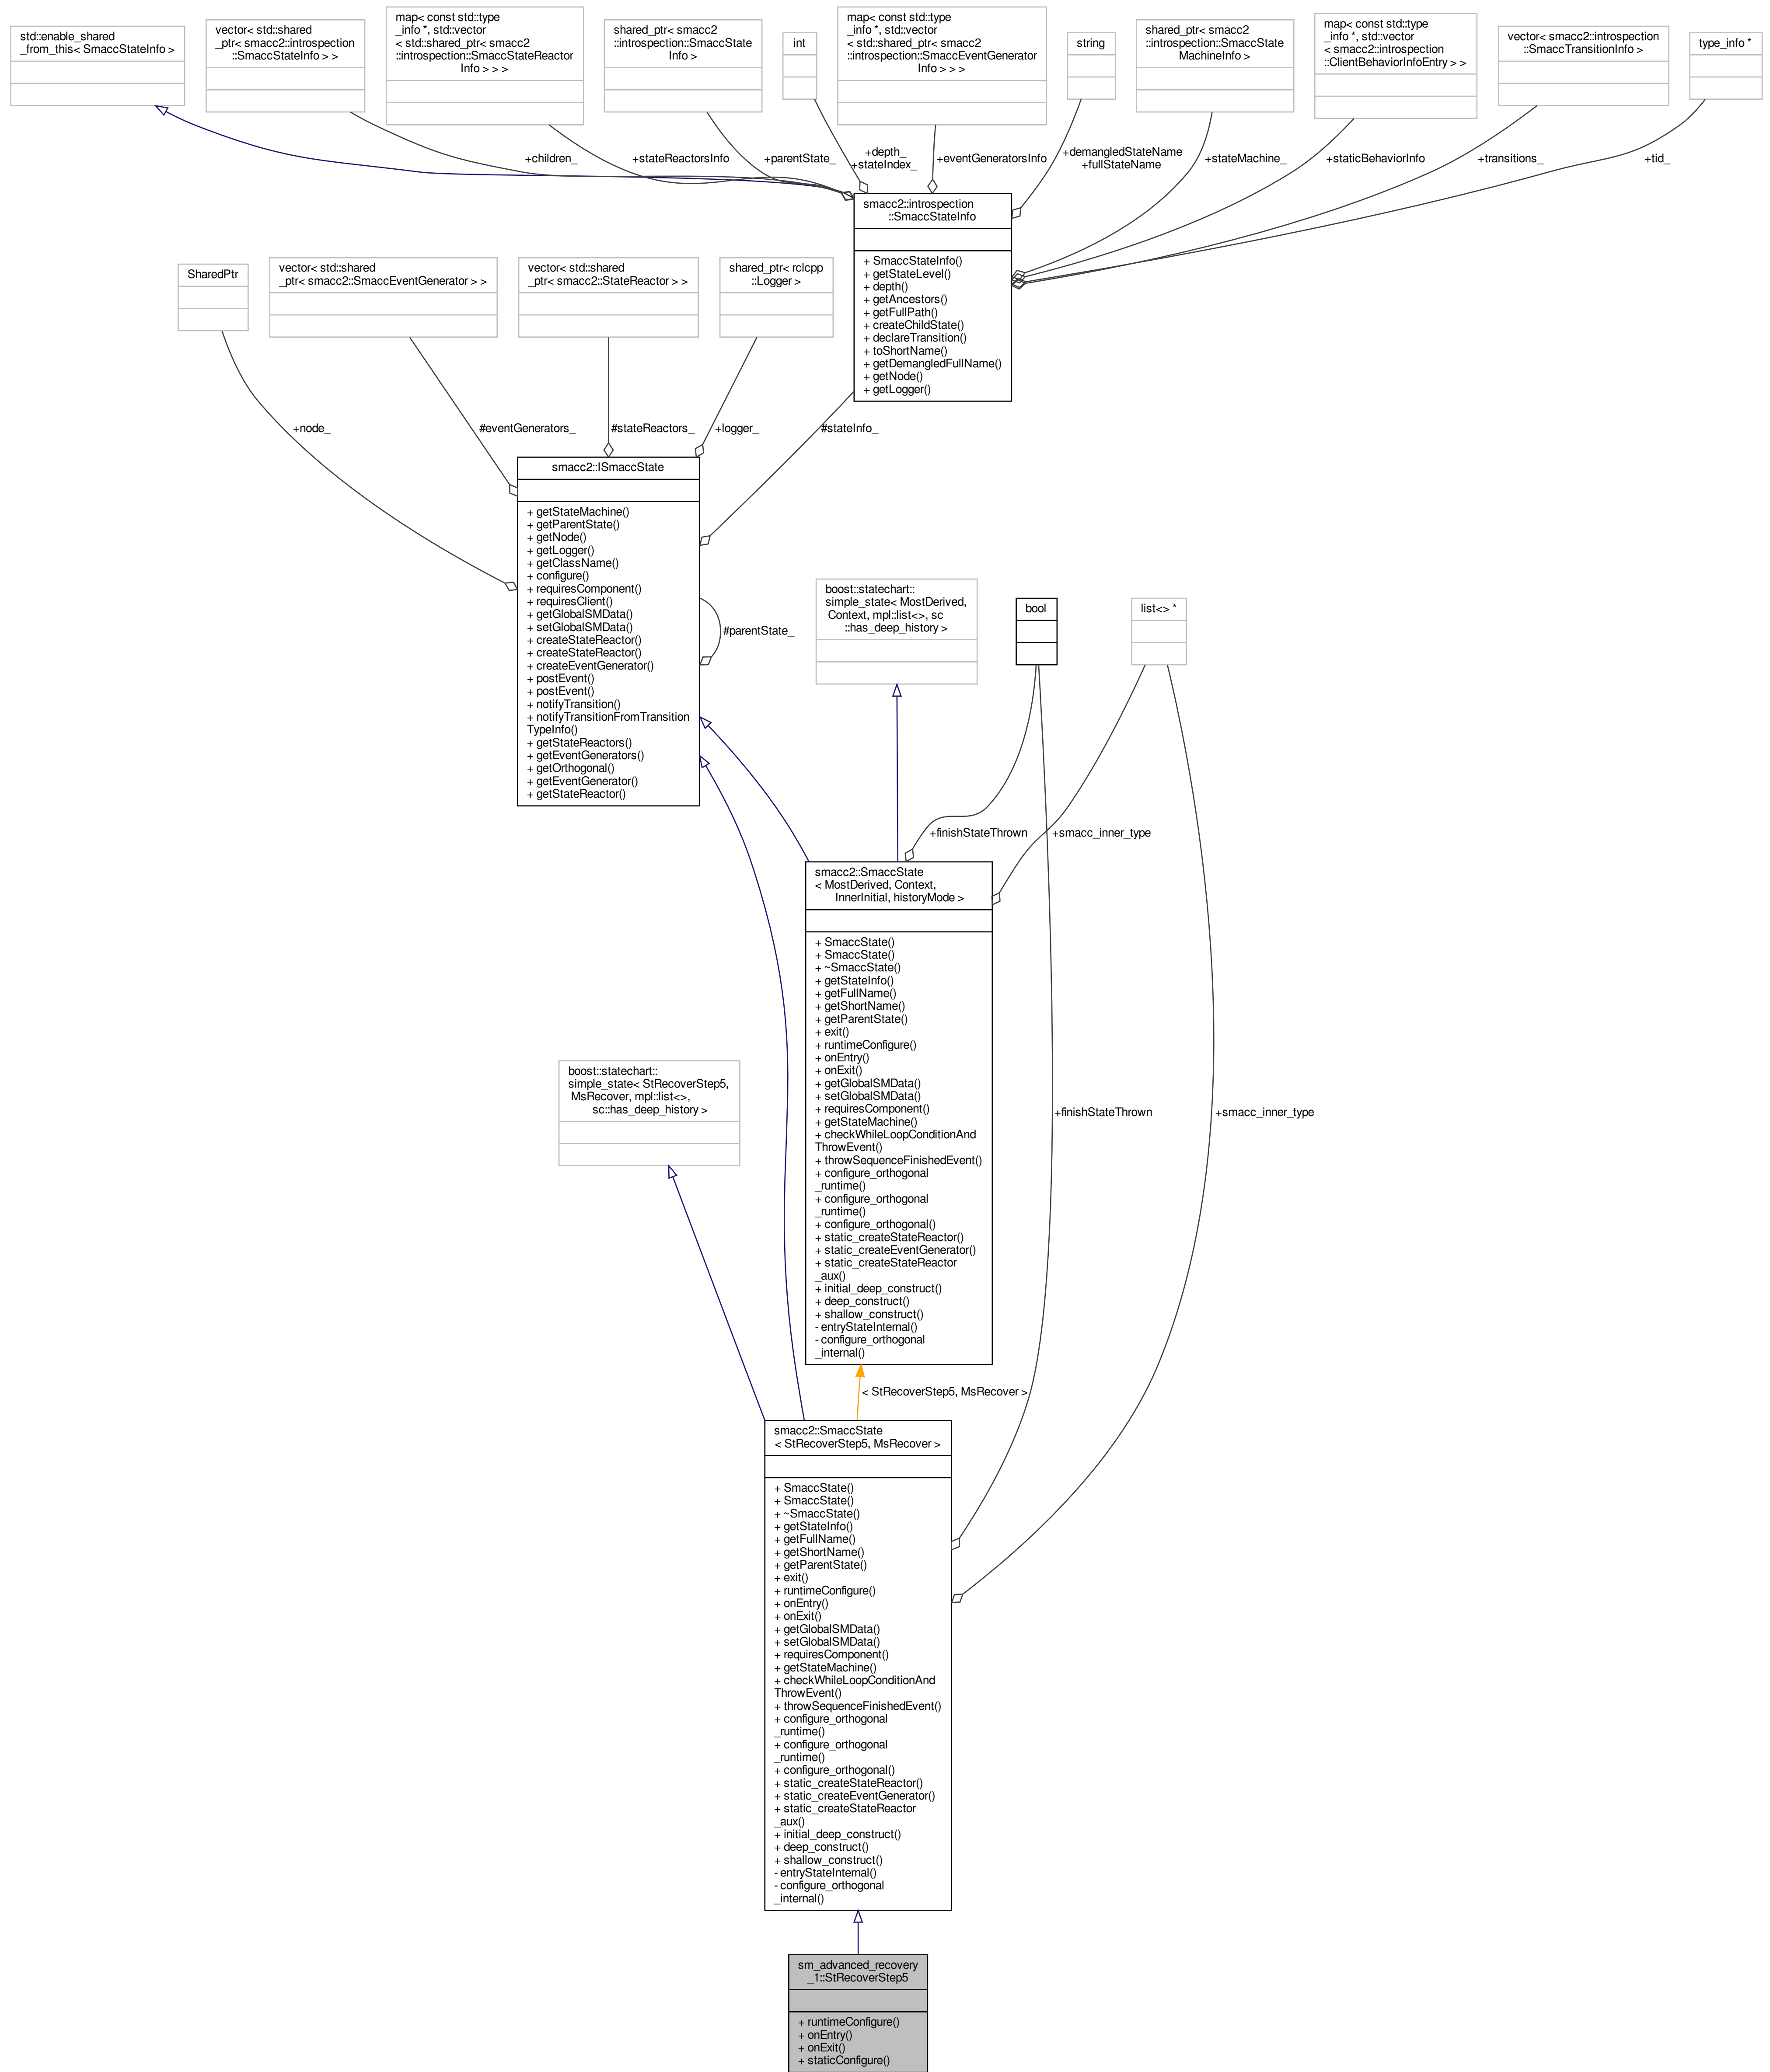 std::enable_shared
_from_this< SmaccStateInfo >
vector< std::shared
_ptr< smacc2::introspection
::SmaccStateInfo > >
map< const std::type
_info *, std::vector
< std::shared_ptr< smacc2
::introspection::SmaccStateReactor
Info > > >
shared_ptr< smacc2
::introspection::SmaccState
Info >
int
map< const std::type
_info *, std::vector
< std::shared_ptr< smacc2
::introspection::SmaccEventGenerator
Info > > >
string
shared_ptr< smacc2
::introspection::SmaccState
MachineInfo >
map< const std::type
_info *, std::vector
< smacc2::introspection
::ClientBehaviorInfoEntry > >
vector< smacc2::introspection
::SmaccTransitionInfo >
type_info *
+children_
+stateReactorsInfo
+parentState_
+depth_
+stateIndex_
+eventGeneratorsInfo
+demangledStateName
+fullStateName
+stateMachine_
+staticBehaviorInfo
+transitions_
+tid_
smacc2::introspection
::SmaccStateInfo
+ SmaccStateInfo()
+ getStateLevel()
+ depth()
+ getAncestors()
+ getFullPath()
+ createChildState()
+ declareTransition()
+ toShortName()
+ getDemangledFullName()
+ getNode()
+ getLogger()
SharedPtr
vector< std::shared
_ptr< smacc2::SmaccEventGenerator > >
vector< std::shared
_ptr< smacc2::StateReactor > >
shared_ptr< rclcpp
::Logger >
+node_
#eventGenerators_
#stateReactors_
+logger_
#stateInfo_
smacc2::ISmaccState
+ getStateMachine()
+ getParentState()
+ getNode()
+ getLogger()
+ getClassName()
+ configure()
+ requiresComponent()
+ requiresClient()
+ getGlobalSMData()
+ setGlobalSMData()
+ createStateReactor()
+ createStateReactor()
+ createEventGenerator()
+ postEvent()
+ postEvent()
+ notifyTransition()
+ notifyTransitionFromTransition
TypeInfo()
+ getStateReactors()
+ getEventGenerators()
+ getOrthogonal()
+ getEventGenerator()
+ getStateReactor()
#parentState_
boost::statechart::
simple_state< MostDerived,
Context, mpl::list<>, sc
::has_deep_history >
bool
list<> *
+finishStateThrown
+smacc_inner_type
smacc2::SmaccState
< MostDerived, Context,
InnerInitial, historyMode >
+ SmaccState()
+ SmaccState()
+ ~SmaccState()
+ getStateInfo()
+ getFullName()
+ getShortName()
+ getParentState()
+ exit()
+ runtimeConfigure()
+ onEntry()
+ onExit()
+ getGlobalSMData()
+ setGlobalSMData()
+ requiresComponent()
+ getStateMachine()
+ checkWhileLoopConditionAnd
ThrowEvent()
+ throwSequenceFinishedEvent()
+ configure_orthogonal
_runtime()
+ configure_orthogonal
_runtime()
+ configure_orthogonal()
+ static_createStateReactor()
+ static_createEventGenerator()
+ static_createStateReactor
_aux()
+ initial_deep_construct()
+ deep_construct()
+ shallow_construct()
- entryStateInternal()
- configure_orthogonal
_internal()
boost::statechart::
simple_state< StRecoverStep5,
MsRecover, mpl::list<>,
sc::has_deep_history >
+finishStateThrown
+smacc_inner_type
< StRecoverStep5, MsRecover >
smacc2::SmaccState
< StRecoverStep5, MsRecover >
+ SmaccState()
+ SmaccState()
+ ~SmaccState()
+ getStateInfo()
+ getFullName()
+ getShortName()
+ getParentState()
+ exit()
+ runtimeConfigure()
+ onEntry()
+ onExit()
+ getGlobalSMData()
+ setGlobalSMData()
+ requiresComponent()
+ getStateMachine()
+ checkWhileLoopConditionAnd
ThrowEvent()
+ throwSequenceFinishedEvent()
+ configure_orthogonal
_runtime()
+ configure_orthogonal
_runtime()
+ configure_orthogonal()
+ static_createStateReactor()
+ static_createEventGenerator()
+ static_createStateReactor
_aux()
+ initial_deep_construct()
+ deep_construct()
+ shallow_construct()
- entryStateInternal()
- configure_orthogonal
_internal()
sm_advanced_recovery
_1::StRecoverStep5
+ runtimeConfigure()
+ onEntry()
+ onExit()
+ staticConfigure()